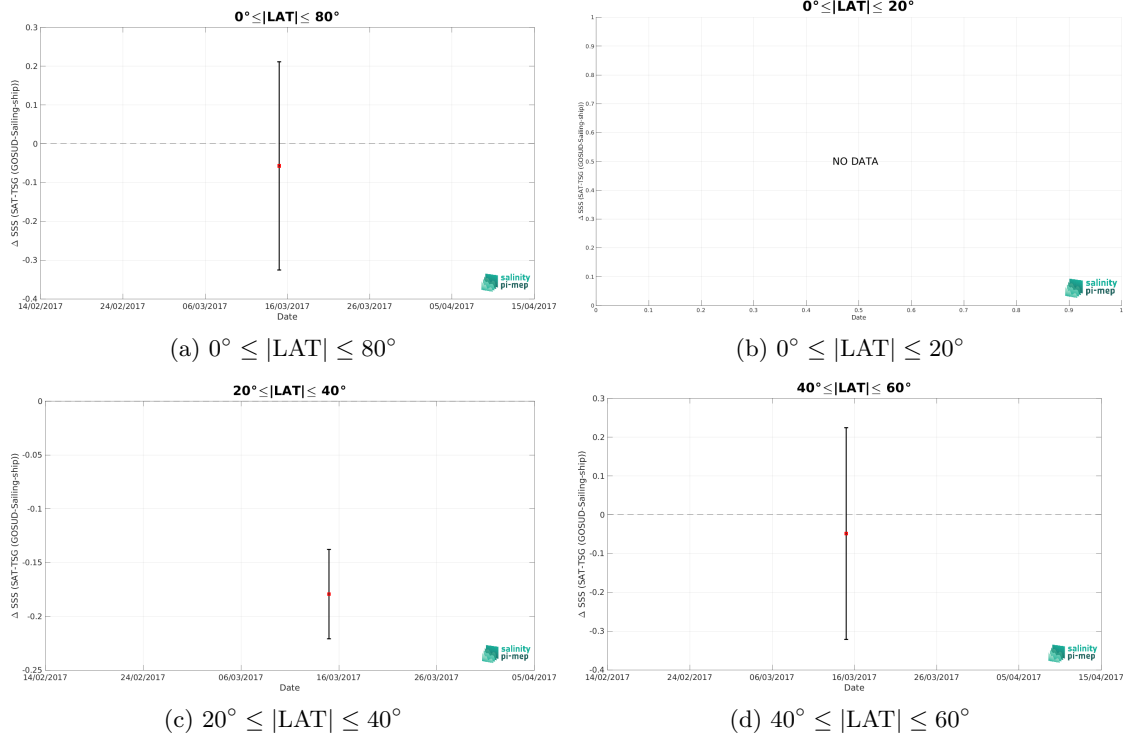 0°≤|LAT|≤ 80°
0.3
0.2
0.1
0
-0.1
-0.2
-0.3
-0.4
Δ SSS (SAT-TSG (GOSUD-Sailing-ship))
14/02/2017 24/02/2017 06/03/2017 16/03/2017 26/03/2017 05/04/2017 15/04/2017
Date
salinity
pi-mep
(a) 0° ≤ |LAT| ≤ 80°
0°≤|LAT|≤ 20°
1
0.9
0.8
0.7
0.6
0.5
0.4
0.3
0.2
0.1
0
Δ SSS (SAT-TSG (GOSUD-Sailing-ship))
NO DATA
0 0.1 0.2 0.3 0.4 0.5 0.6 0.7 0.8 0.9 1
Date
salinity
pi-mep
(b) 0° ≤ |LAT| ≤ 20°
20°≤|LAT|≤ 40°
0
-0.05
-0.1
-0.15
-0.2
-0.25
Δ SSS (SAT-TSG (GOSUD-Sailing-ship))
14/02/2017 24/02/2017 06/03/2017 16/03/2017 26/03/2017 05/04/2017
Date
salinity
pi-mep
(c) 20° ≤ |LAT| ≤ 40°
40°≤|LAT|≤ 60°
0.3
0.2
0.1
0
-0.1
-0.2
-0.3
-0.4
Δ SSS (SAT-TSG (GOSUD-Sailing-ship))
14/02/2017 24/02/2017 06/03/2017 16/03/2017 26/03/2017 05/04/2017 15/04/2017
Date
salinity
pi-mep
(d) 40° ≤ |LAT| ≤ 60°